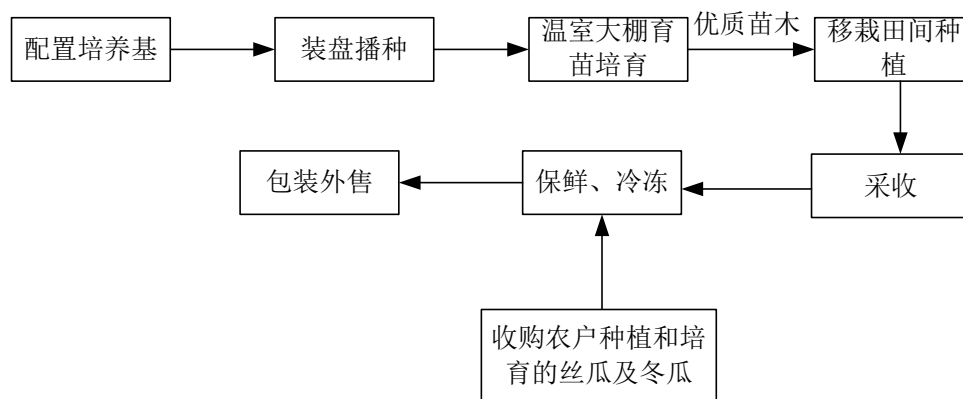 配置培养基
装盘播种
温室大棚育
苗培育
优质苗木
移栽田间种
植
包装外售
保鲜、冷冻
采收
收购农户种植和培
育的丝瓜及冬瓜